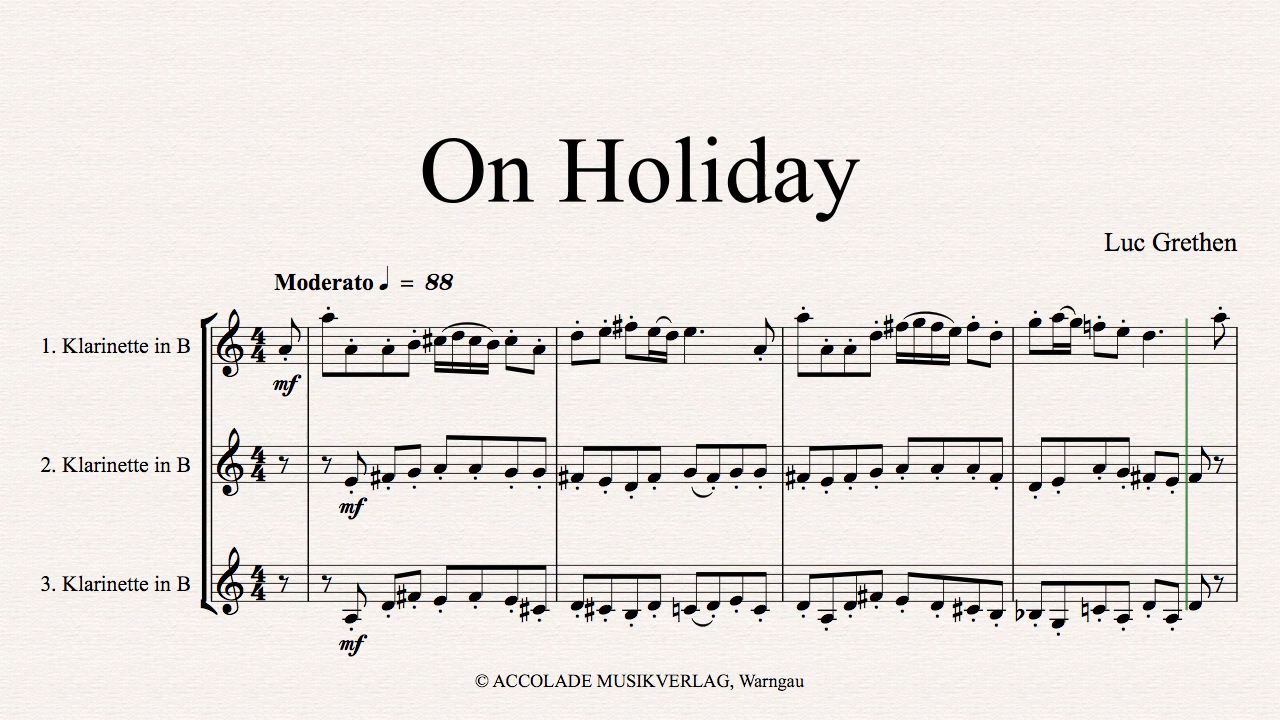 On Holiday
Luc Grethen
Moderato ♩ = 88
1. Klarinette in B
mf
2. Klarinette in B
mf
3. Klarinette in B
mf
© ACCOLADE MUSIKVERLAG, Warngau